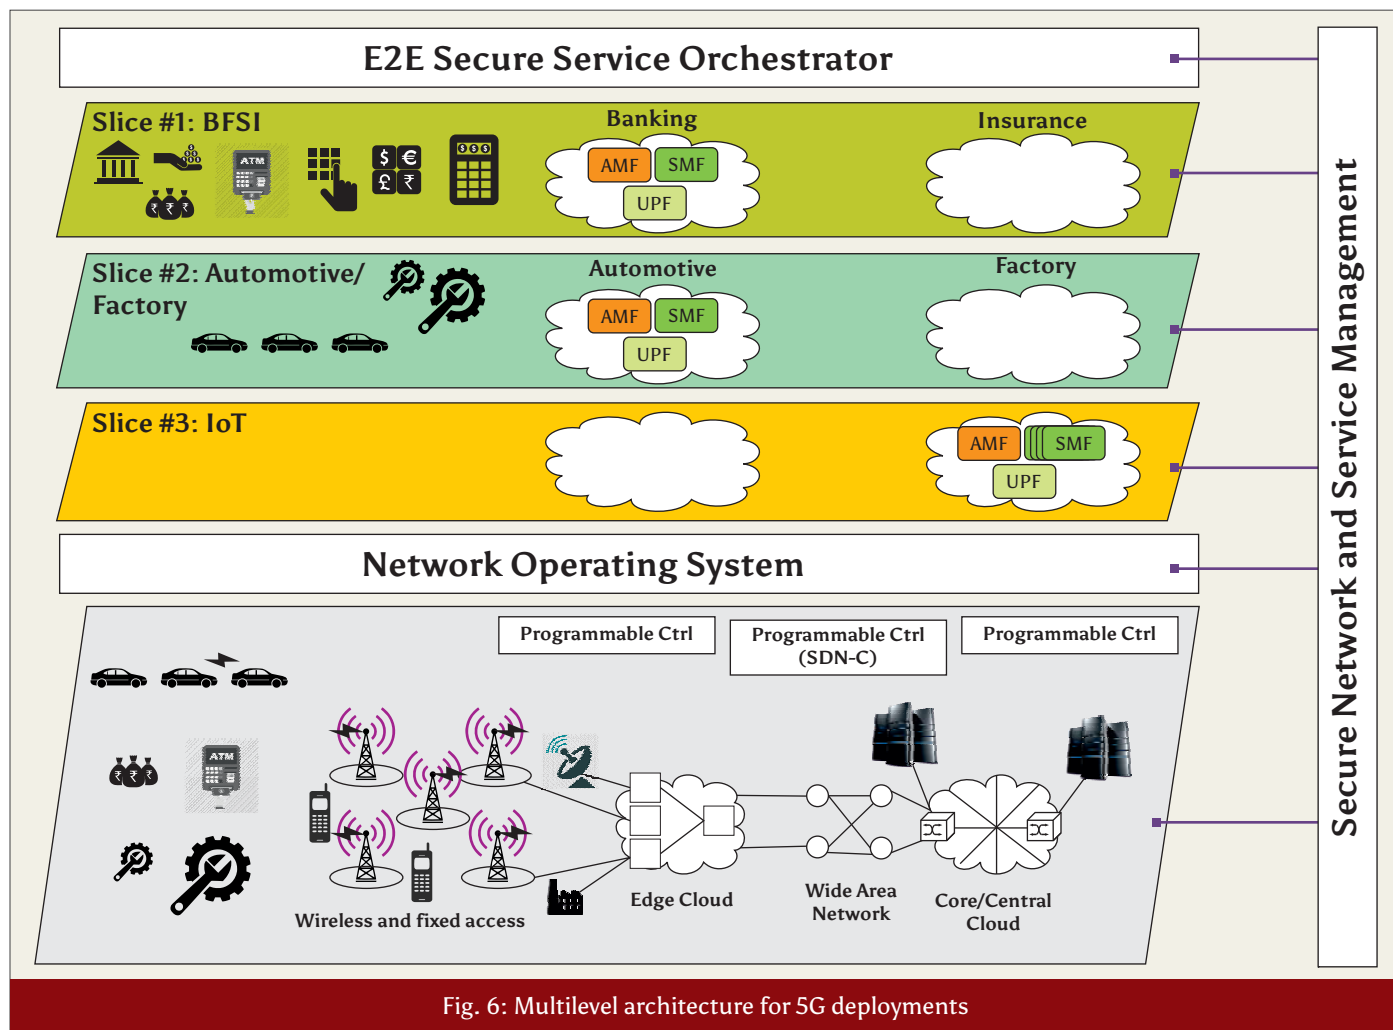 E2E Secure Service Orchestrator
Slice #1: BFSI
Banking
Insurance
ATM
$ $ $
$ €
£ ₹
₹ ₹ ₹
AMF SMF
UPF
Slice #2: Automotive/
Factory
Automotive
Factory
AMF SMF
UPF
Slice #3: IoT
AMF SMF
UPF
Network Operating System
Programmable Ctrl
Programmable Ctrl
(SDN-C)
Programmable Ctrl
ATM
₹ ₹ ₹
Wireless and fixed access
Edge Cloud
Wide Area
Network
Core/Central
Cloud
Secure Network and Service Management
Fig. 6: Multilevel architecture for 5G deployments